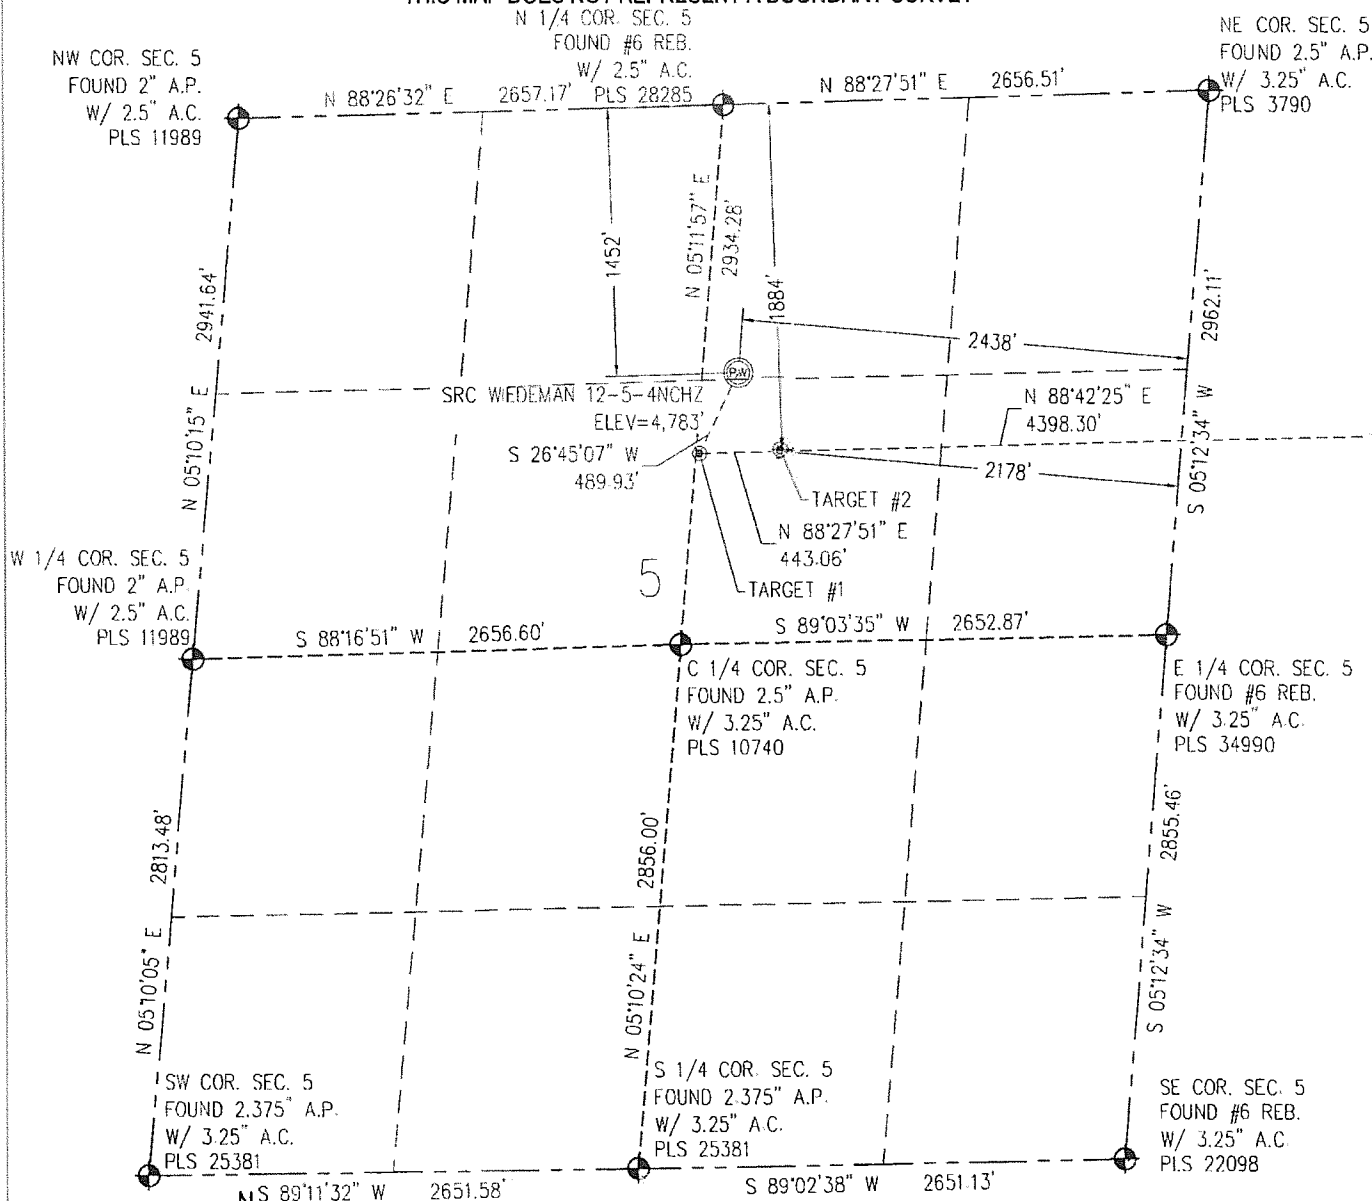 N 1/4 COR. SEC. 5
FOUND #6 REB.
W/ 2.5" A.C.
PLS 28285
NE COR. SEC. 5
FOUND 2.5" A.P.
W/ 3.25" A.C.
PLS 3790
NW COR. SEC. 5
FOUND 2" A.P.
W/ 2.5" A.C.
PLS 11989
N 88°26'32" E 2657.17'
N 88°27'51" E 2656.51'
2941.64'
N 05°10'15" E
1452'
N 05°11'57" E
2934.28'
1884'
2438'
2962.11'
S 05°12'34" W
P.W
SRC WIEDEMAN 12-5-4NCHZ
ELEV=4,783'
S 26°45'07" W
489.93'
N 88°42'25" E
4398.30'
2178'
TARGET #2
N 88°27'51" E
443.06'
TARGET #1
5
W 1/4 COR. SEC. 5
FOUND 2" A.P.
W/ 2.5" A.C.
PLS 11989
S 88°16'51" W 2656.60'
S 89°03'35" W 2652.87'
C 1/4 COR. SEC. 5
FOUND 2.5" A.P.
W/ 3.25" A.C.
PLS 10740
E 1/4 COR. SEC. 5
FOUND #6 REB.
W/ 3.25" A.C.
PLS 34990
2813.48'
N 05°10'05" E
2856.00'
N 05°10'24" E
2855.46'
S 05°12'34" W
SW COR. SEC. 5
FOUND 2.375" A.P.
W/ 3.25" A.C.
PLS 25381
S 1/4 COR. SEC. 5
FOUND 2.375" A.P.
W/ 3.25" A.C.
PLS 25381
SE COR. SEC. 5
FOUND #6 REB.
W/ 3.25" A.C.
PLS 22098
N
S 89°11'32" W 2651.58'
S 89°02'38" W 2651.13'